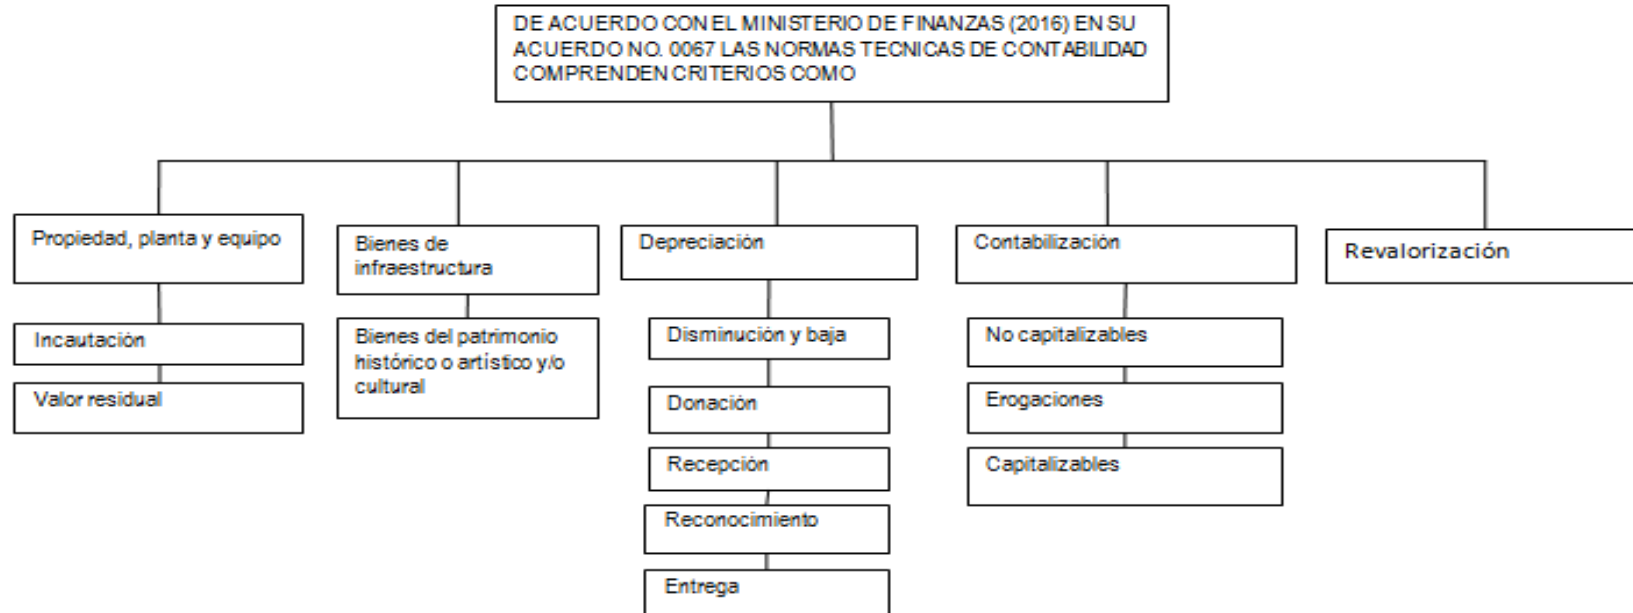 DE ACUERDO CON EL MINISTERIO DE FINANZAS (2016) EN SU
ACUERDO NO. 0067 LAS NORMAS TECNICAS DE CONTABILIDAD
COMPRENDEN CRITERIOS COMO
Propiedad, planta y equipo
Incautación
Valor residual
Bienes de
infraestructura
Bienes del patrimonio
histórico o artístico y/o
cultural
Depreciación
Disminución y baja
Donación
Recepción
Reconocimiento
Entrega
Contabilización
No capitalizables
Erogaciones
Capitalizables
Revalorización